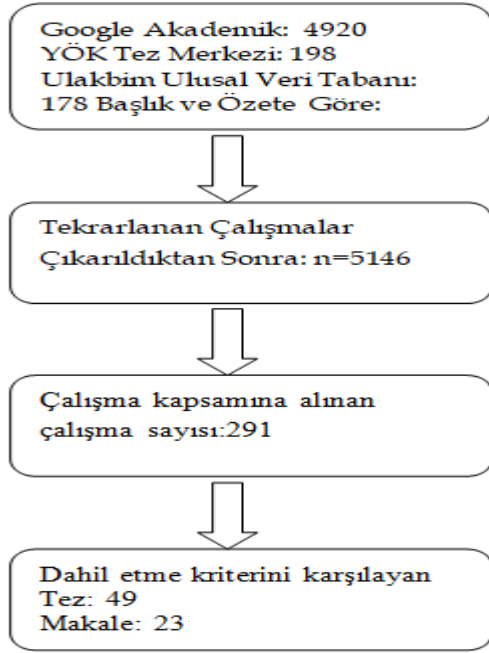 Google Akademik: 4920
YÖK Tez Merkezi: 198
Ulakbim Ulusal Veri Tabanı:
178 Başlık ve Özete Göre:
Tekrarlanan Çalışmalar
Çıkarıldıktan Sonra: n=5146
Çalışma kapsamına alınan
çalışma sayısı:291
Dahil etme kriterini karşılayan
Tez: 49
Makale: 23